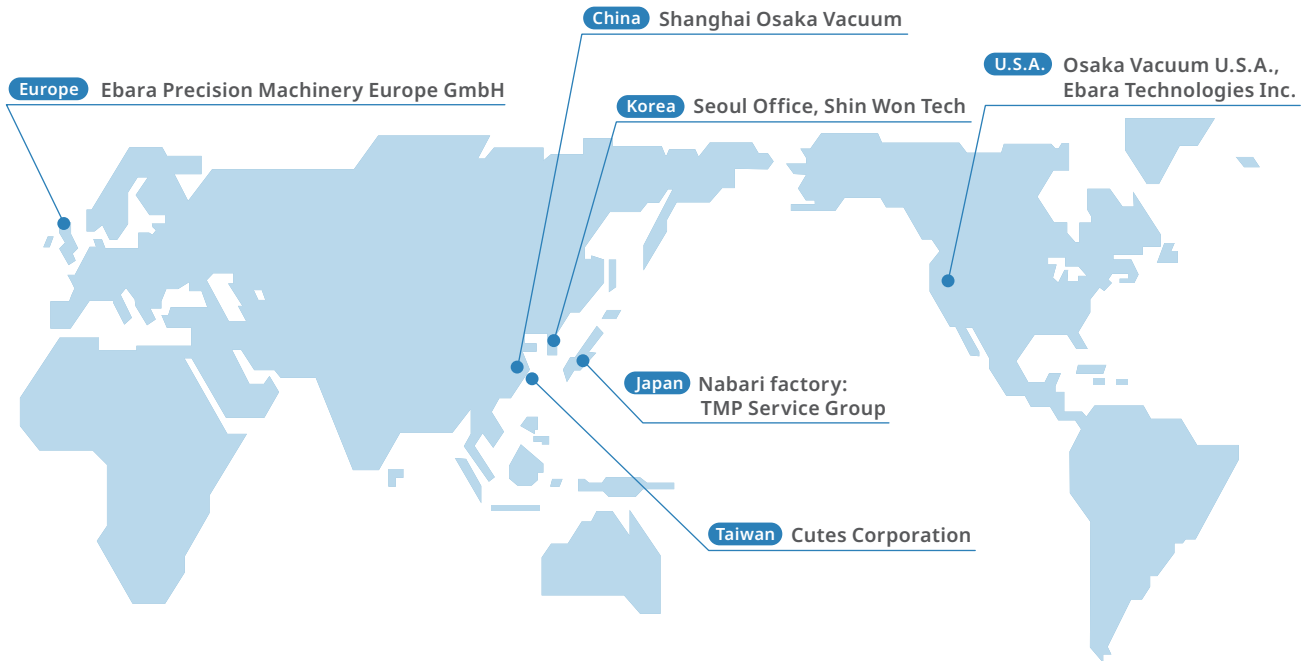 China Shanghai Osaka Vacuum
U.S.A. Osaka Vacuum U.S.A.,
Ebara Technologies Inc.
Europe Ebara Precision Machinery Europe GmbH
Korea Seoul Office, Shin Won Tech
Japan Nabari factory:
TMP Service Group
Taiwan Cutes Corporation